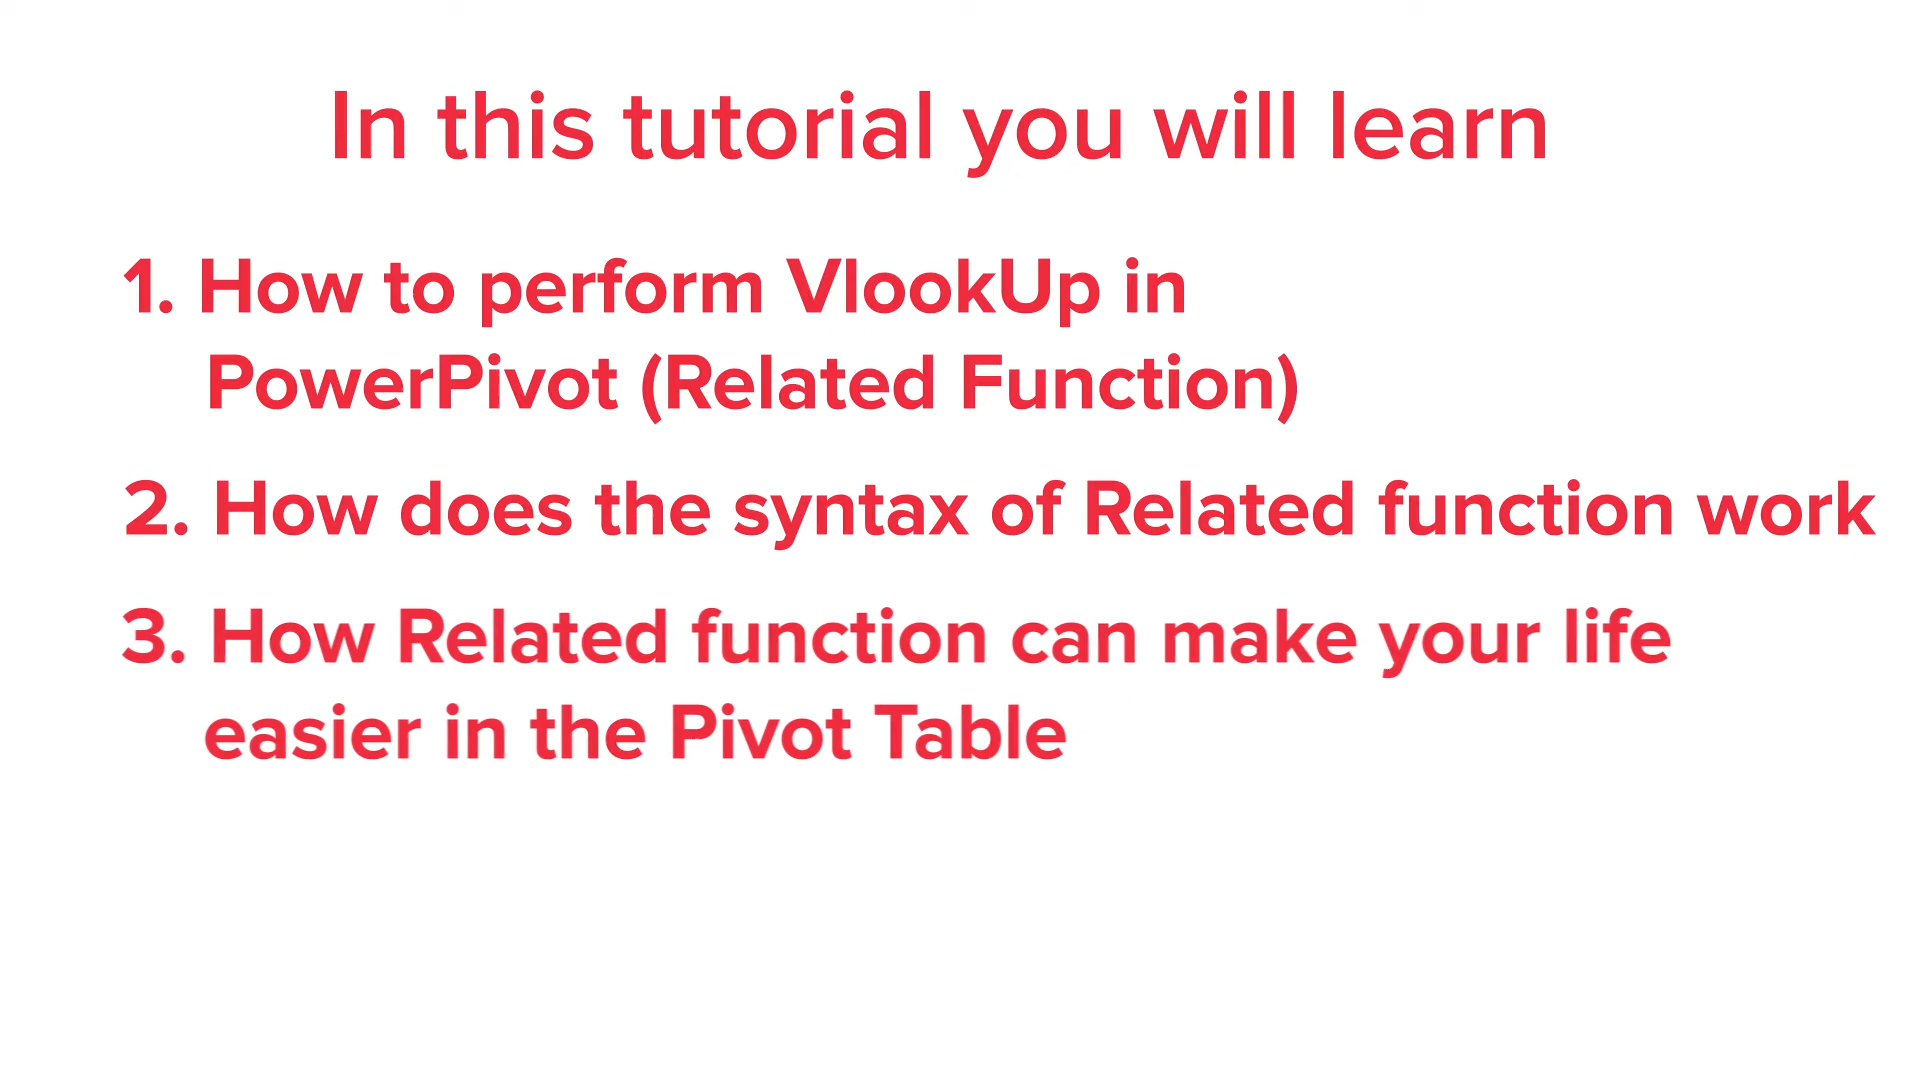 In this tutorial you will learn
1. How to perform VlookUp in
PowerPivot (Related Function)
2. How does the syntax of Related function work
3. How Related function can make your life
easier in the Pivot Table